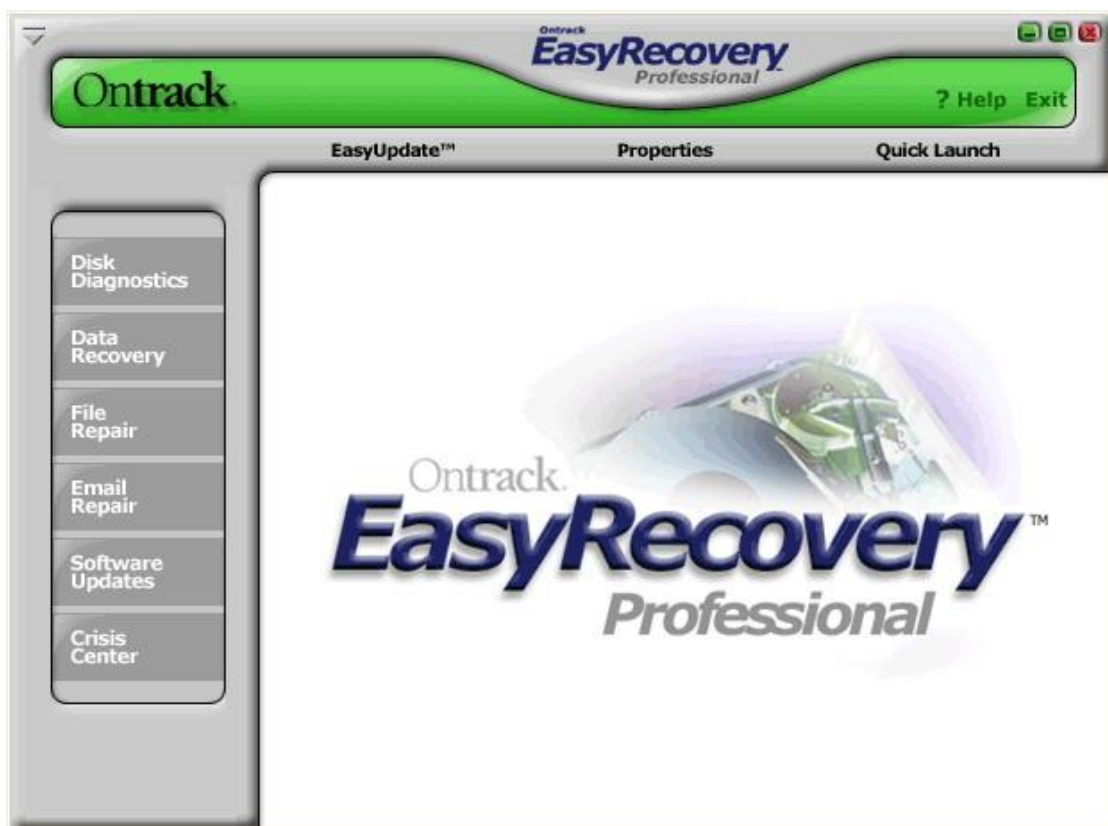 Ontrack
EasyRecovery
Professional
Ontrack.
? Help Exit
EasyUpdate™ Properties Quick Launch
Disk
Diagnostics
Data
Recovery
File
Repair
Email
Repair
Software
Updates
Crisis
Center
Ontrack.
EasyRecovery™
Professional